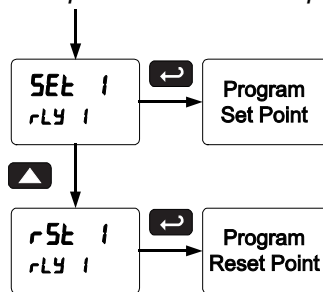 SEt 1
rLY 1
Program
Set Point
rSt 1
rLY 1
Program
Reset Point